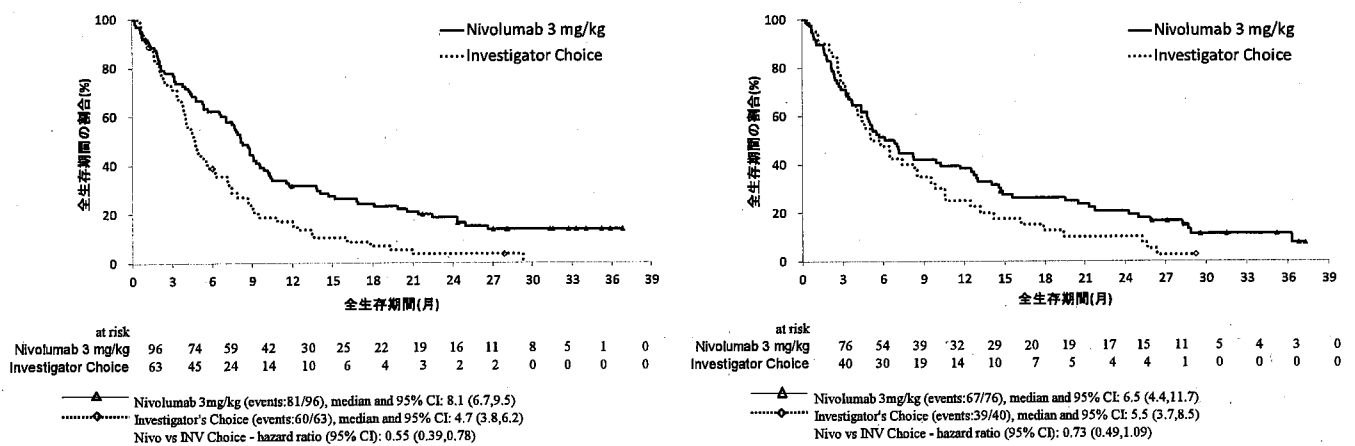 Nivolumab 3 mg/kg
Investigator Choice
全生存期間の割合(%)
100
80
60
40
20
0
0 3 6 9 12 15 18 21 24 27 30 33 36 39
全生存期間(月)
at risk
Nivolumab 3 mg/kg 96 74 59 42 30 25 22 19 16 11 8 5 1 0
Investigator Choice 63 45 24 14 10 6 4 3 2 2 0 0 0 0
Nivolumab 3mg/kg (events:81/96), median and 95% CI: 8.1 (6.7,9.5)
Investigator's Choice (events:60/63), median and 95% CI: 4.7 (3.8,6.2)
Nivo vs INV Choice - hazard ratio (95% CI): 0.55 (0.39,0.78)
Nivolumab 3 mg/kg
Investigator Choice
全生存期間の割合(%)
100
80
60
40
20
0
0 3 6 9 12 15 18 21 24 27 30 33 36 39
全生存期間(月)
at risk
Nivolumab 3 mg/kg 76 54 39 32 29 20 19 17 15 11 5 4 3 0
Investigator Choice 40 30 19 14 10 7 5 4 4 1 0 0 0 0
Nivolumab 3mg/kg (events:67/76), median and 95% CI: 6.5 (4.4,11.7)
Investigator's Choice (events:39/40), median and 95% CI: 5.5 (3.7,8.5)
Nivo vs INV Choice - hazard ratio (95% CI): 0.73 (0.49,1.09)